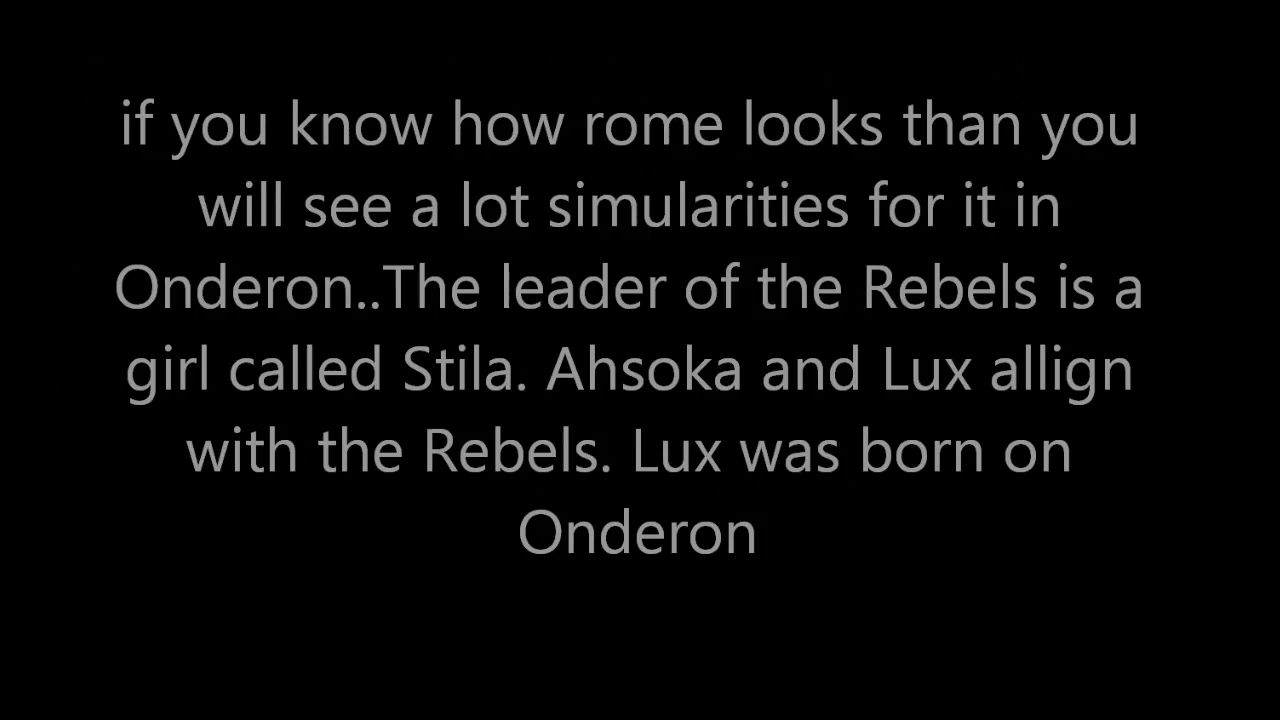 if you know how rome looks than you
will see a lot simularities for it in
Onderon..The leader of the Rebels is a
girl called Stila. Ahsoka and Lux allign
with the Rebels. Lux was born on
Onderon